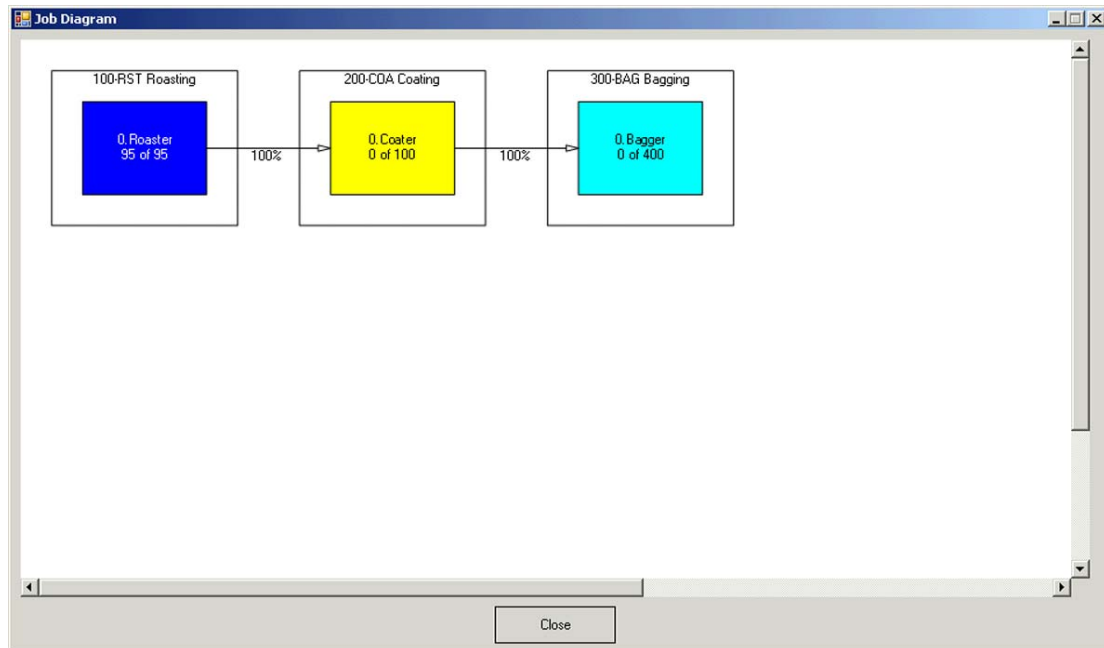 Job Diagram
100-RST Roasting
200-COA Coating
300-BAG Bagging
0.Roaster
95 of 95
100%
0.Coater
0 of 100
100%
0.Bagger
0 of 400
Close